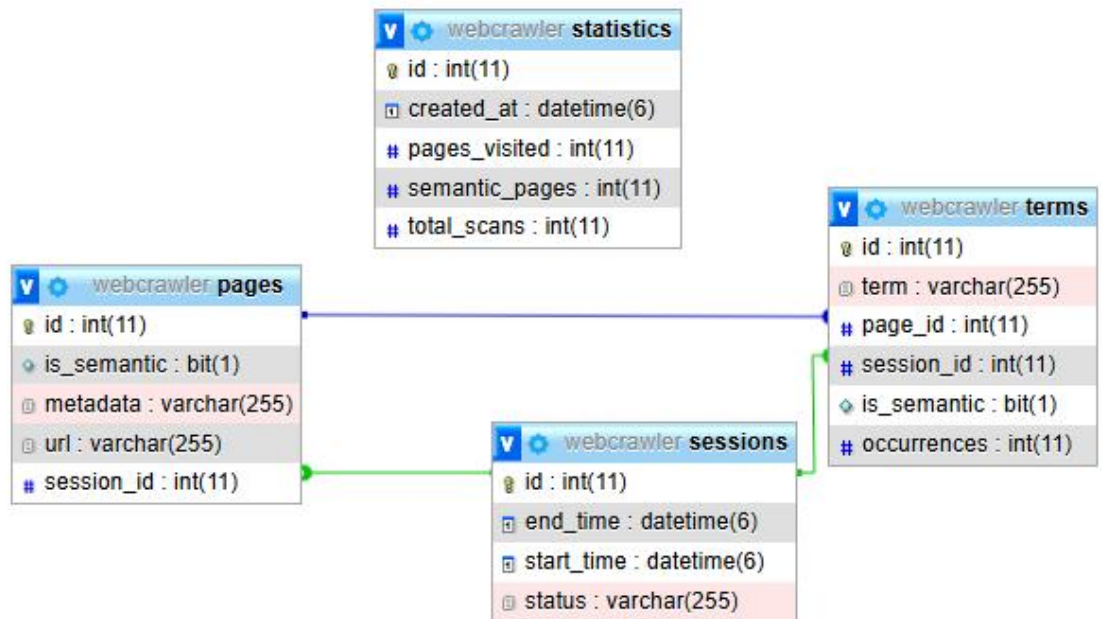 V webcrawler statistics
id : int(11)
created_at : datetime(6)
# pages_visited : int(11)
# semantic_pages : int(11)
# total_scans : int(11)
V webcrawler terms
id : int(11)
term : varchar(255)
# page_id : int(11)
# session_id : int(11)
is_semantic : bit(1)
# occurrences : int(11)
V webcrawler pages
id : int(11)
is_semantic : bit(1)
metadata : varchar(255)
url : varchar(255)
# session_id : int(11)
V webcrawler sessions
id : int(11)
end_time : datetime(6)
start_time : datetime(6)
status : varchar(255)